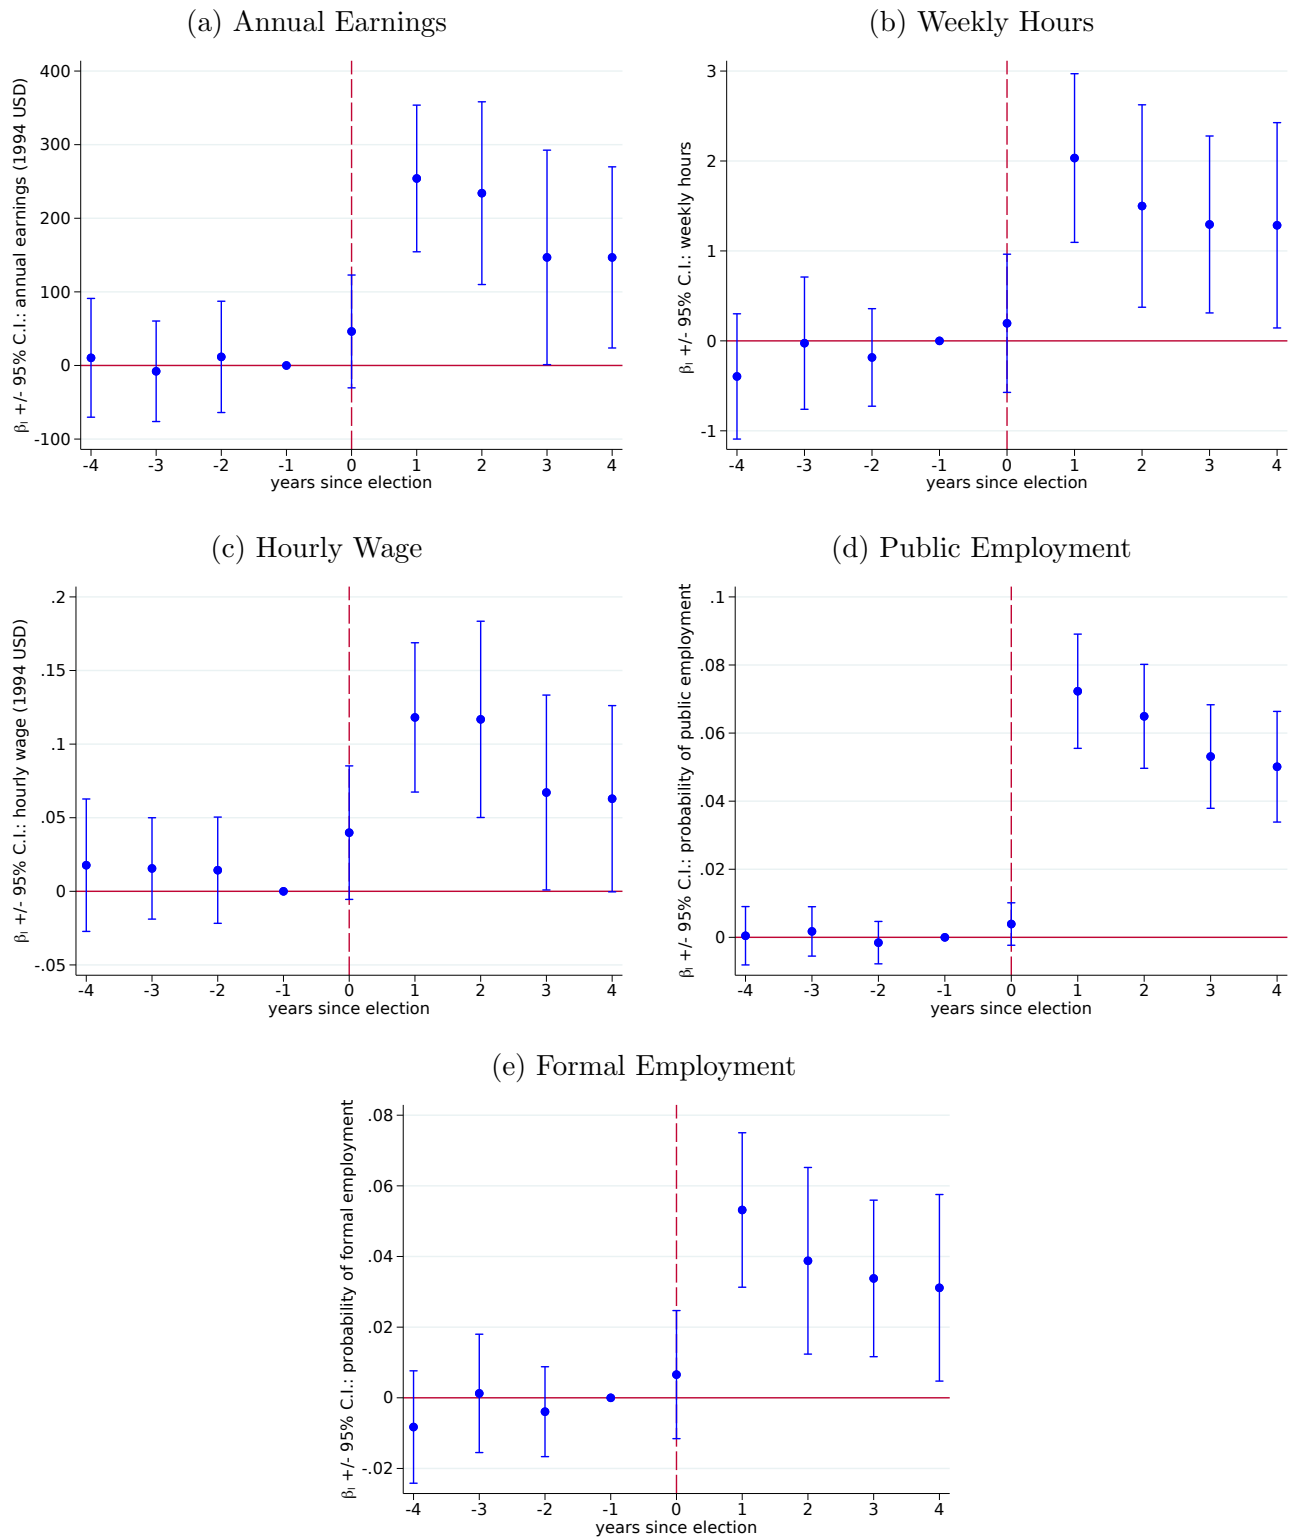 (a) Annual Earnings
βₗ +/- 95% C.I.: annual earnings (1994 USD)
400
300
200
100
0
-100
-4 -3 -2 -1 0 1 2 3 4
years since election
(b) Weekly Hours
βₗ +/- 95% C.I.: weekly hours
3
2
1
0
-1
-4 -3 -2 -1 0 1 2 3 4
years since election
(c) Hourly Wage
βₗ +/- 95% C.I.: hourly wage (1994 USD)
.2
.15
.1
.05
0
-.05
-4 -3 -2 -1 0 1 2 3 4
years since election
(d) Public Employment
βₗ +/- 95% C.I.: probability of public employment
.1
.08
.06
.04
.02
0
-4 -3 -2 -1 0 1 2 3 4
years since election
(e) Formal Employment
βₗ +/- 95% C.I.: probability of formal employment
.08
.06
.04
.02
0
-.02
-4 -3 -2 -1 0 1 2 3 4
years since election